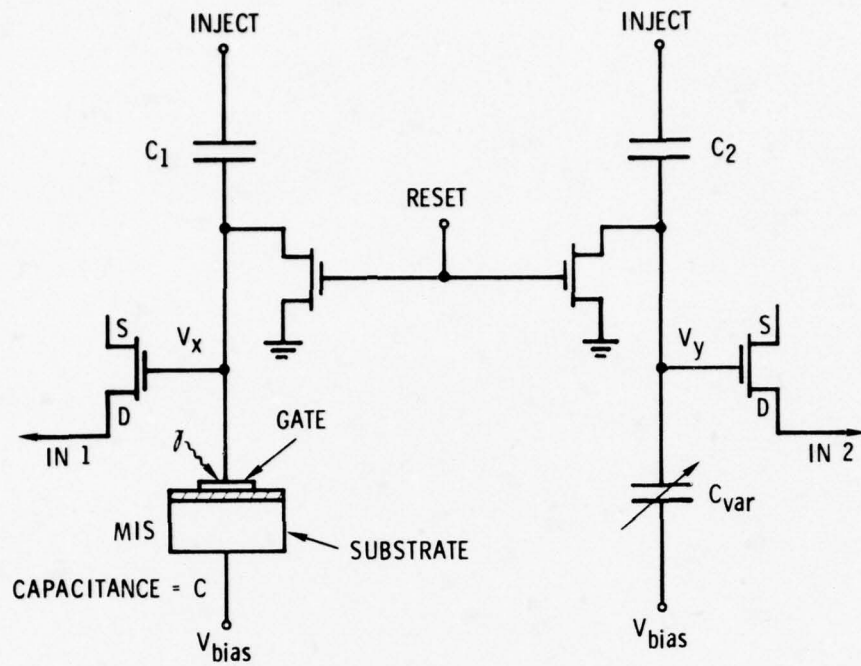 INJECT
INJECT
C1
C2
RESET
S
Vx
D
IN 1
Vy
S
D
IN 2
γ
GATE
MIS
SUBSTRATE
Cvar
CAPACITANCE = C
Vbias
Vbias